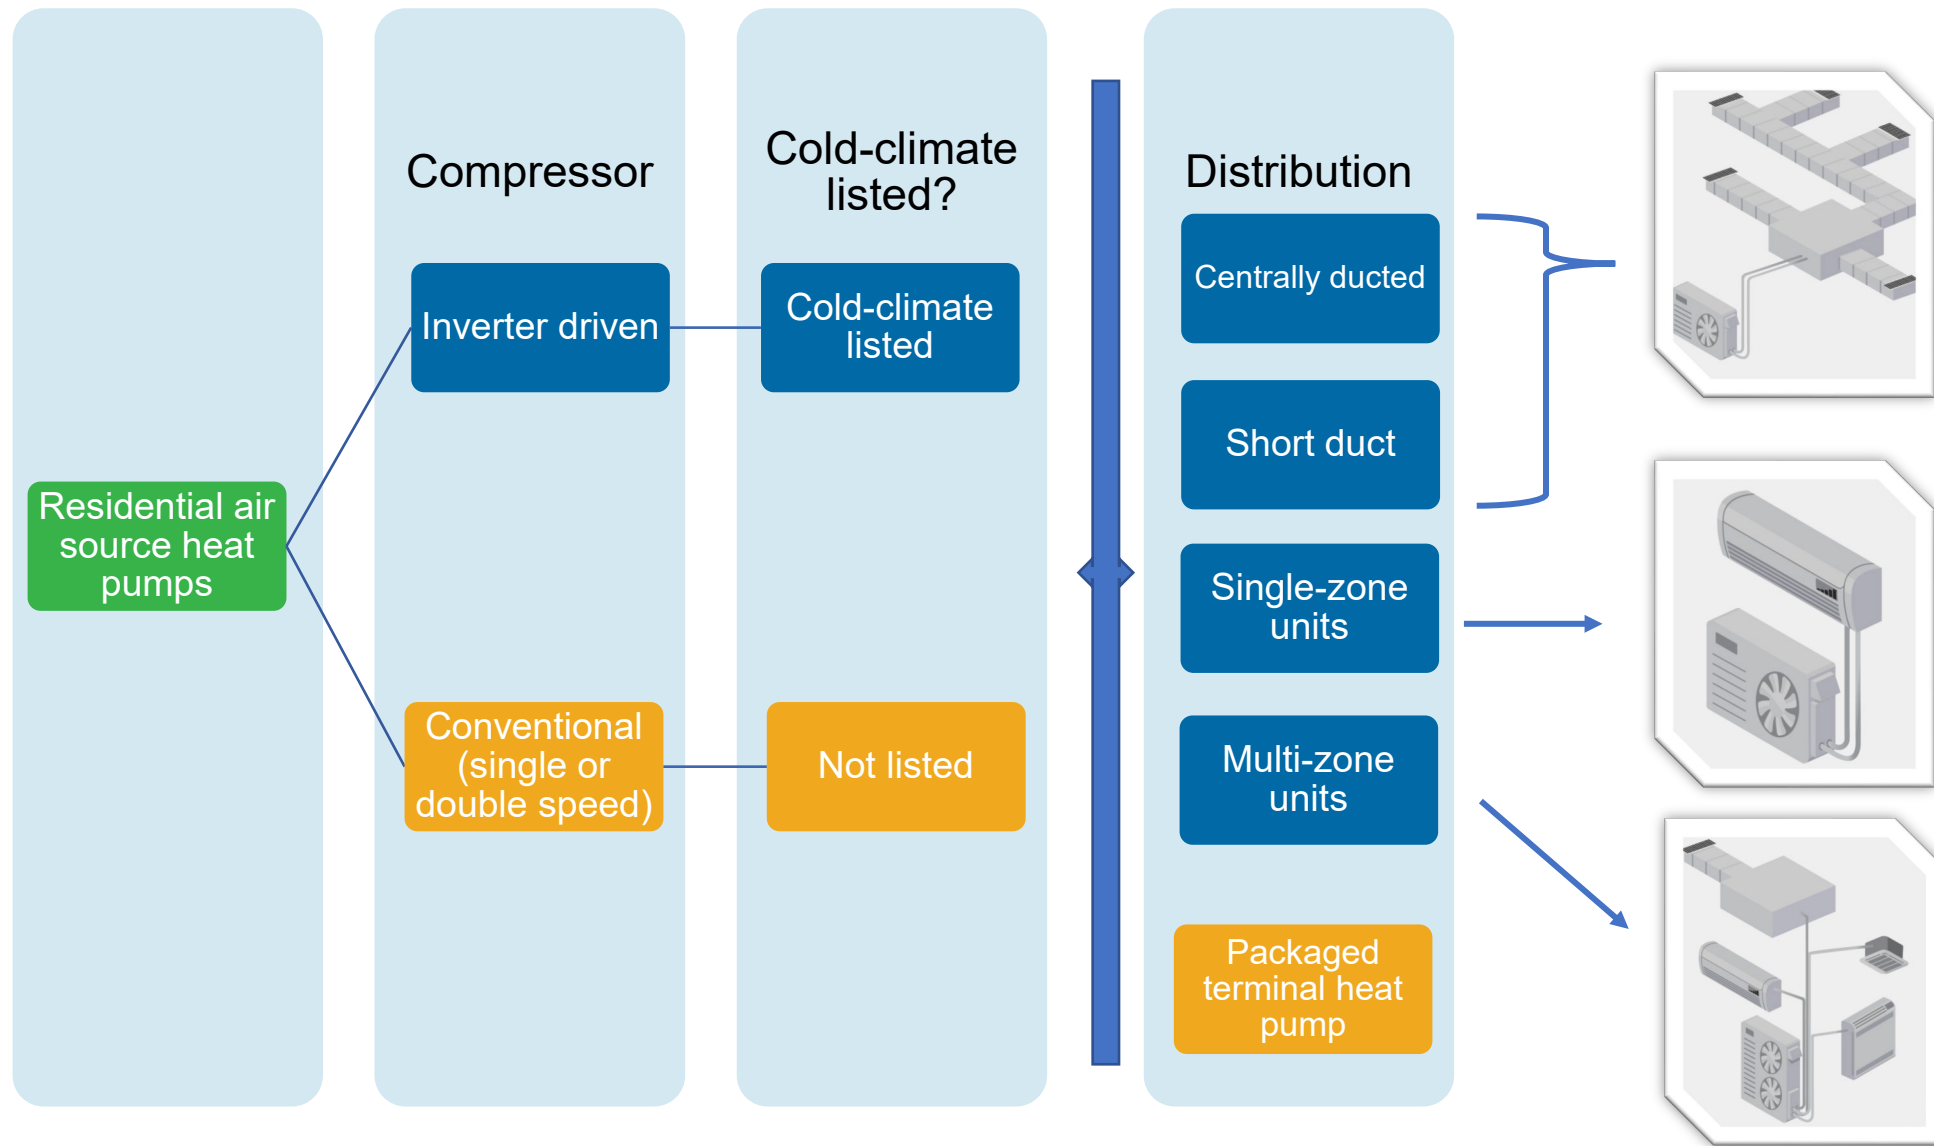 Residential air
source heat
pumps
Compressor
Inverter driven
Conventional
(single or
double speed)
Cold-climate
listed?
Cold-climate
listed
Not listed
Distribution
Centrally ducted
Short duct
Single-zone
units
Multi-zone
units
Packaged
terminal heat
pump